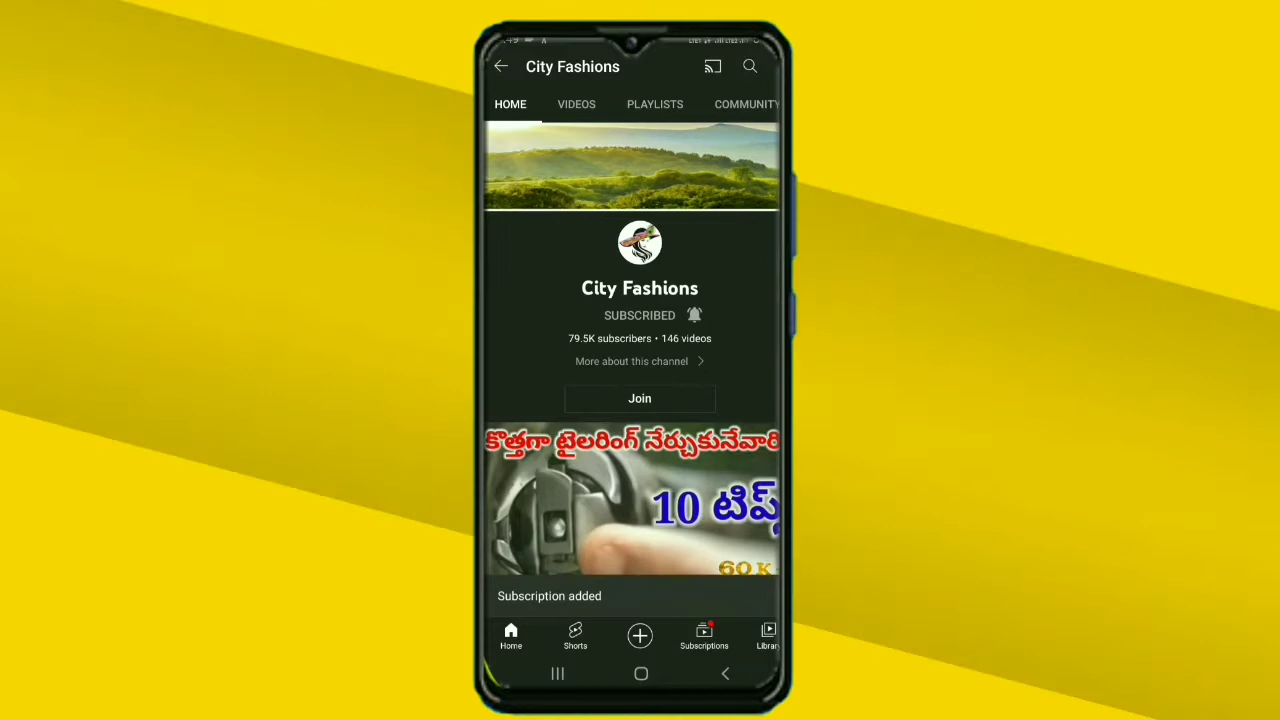 City Fashions
HOME VIDEOS PLAYLISTS COMMUNITY
City Fashions
SUBSCRIBED
79.5K subscribers • 146 videos
More about this channel
Join
కొత్తగా టైలరింగ్ నేర్చుకునేవారి
10 టిప్స్
60 K
Subscription added
Home Shorts Subscriptions Librar